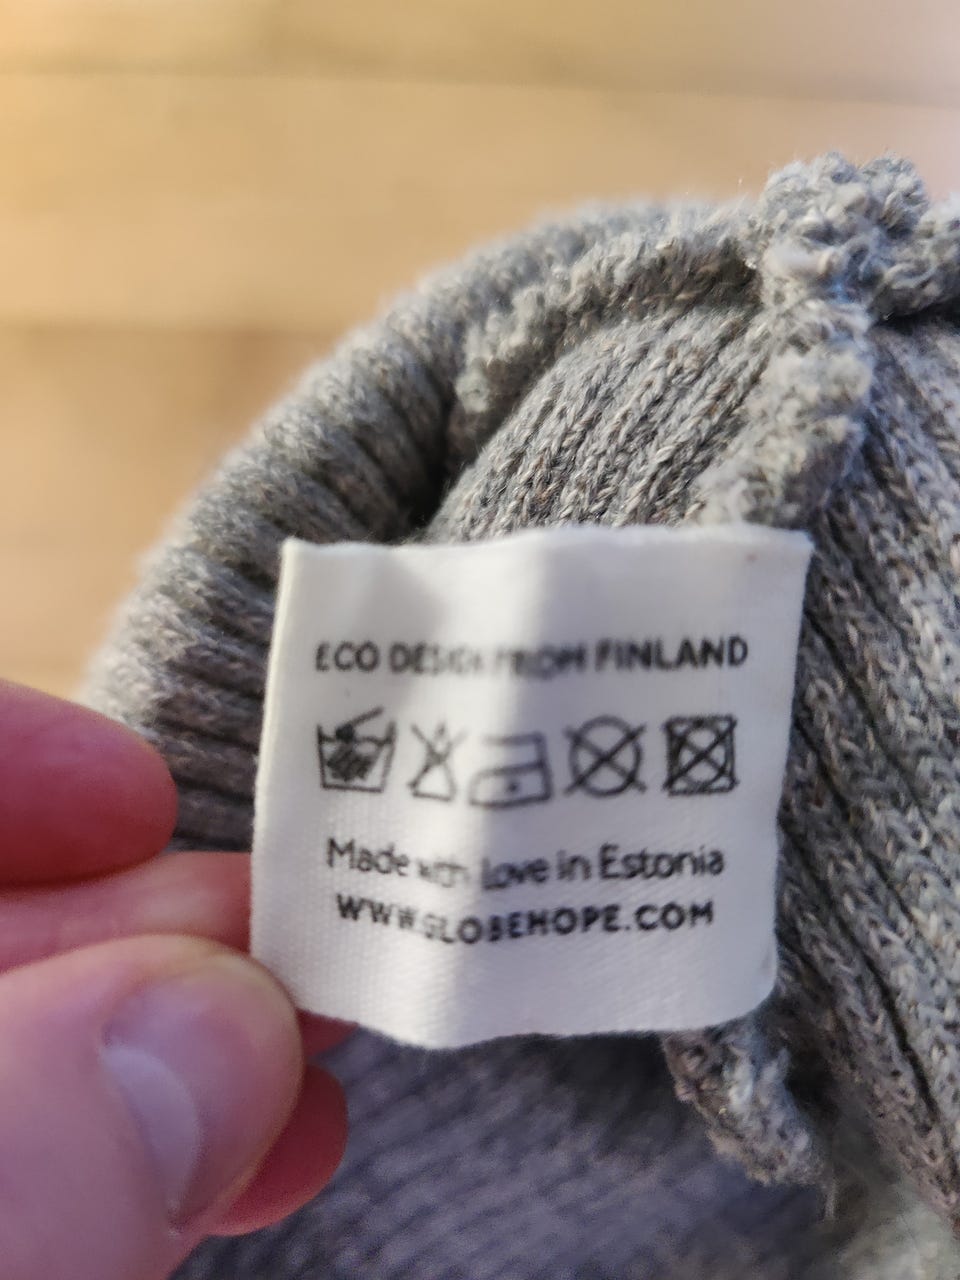 ECO DESIGN FROM FINLAND
Made with Love in Estonia
WWW.GLOBEHOPE.COM